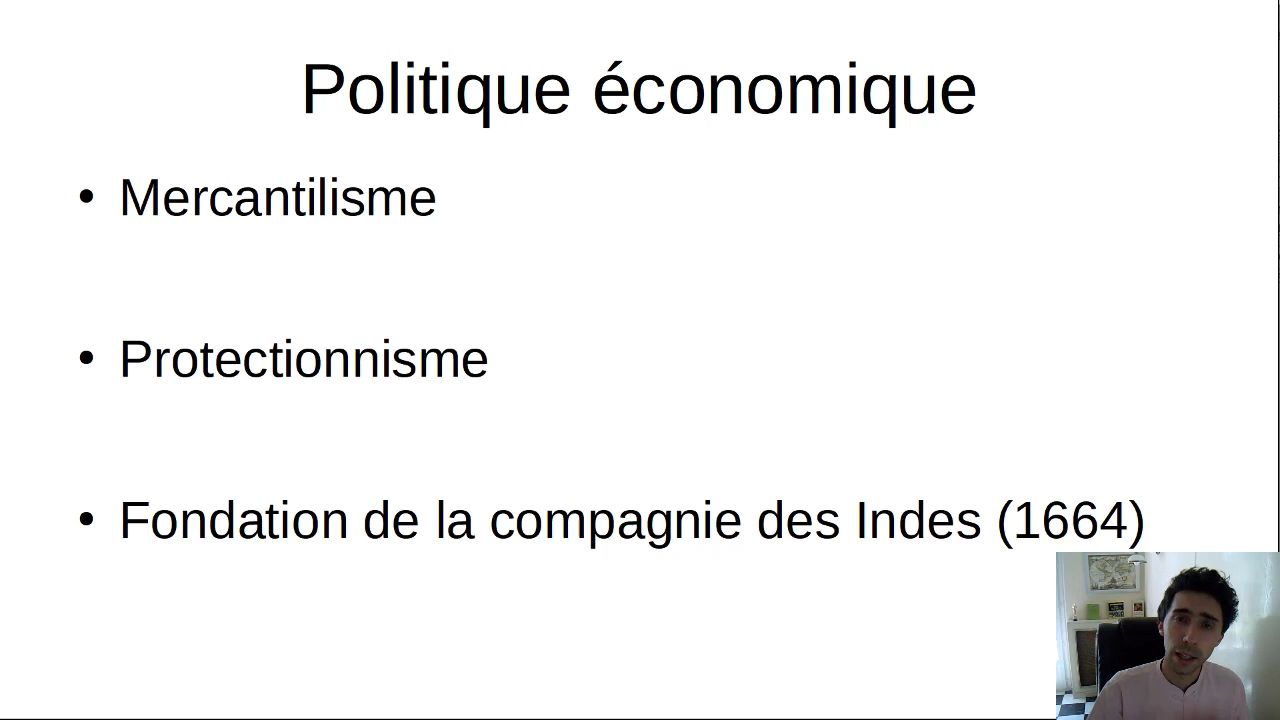 Politique économique
• Mercantilisme
• Protectionnisme
• Fondation de la compagnie des Indes (1664)